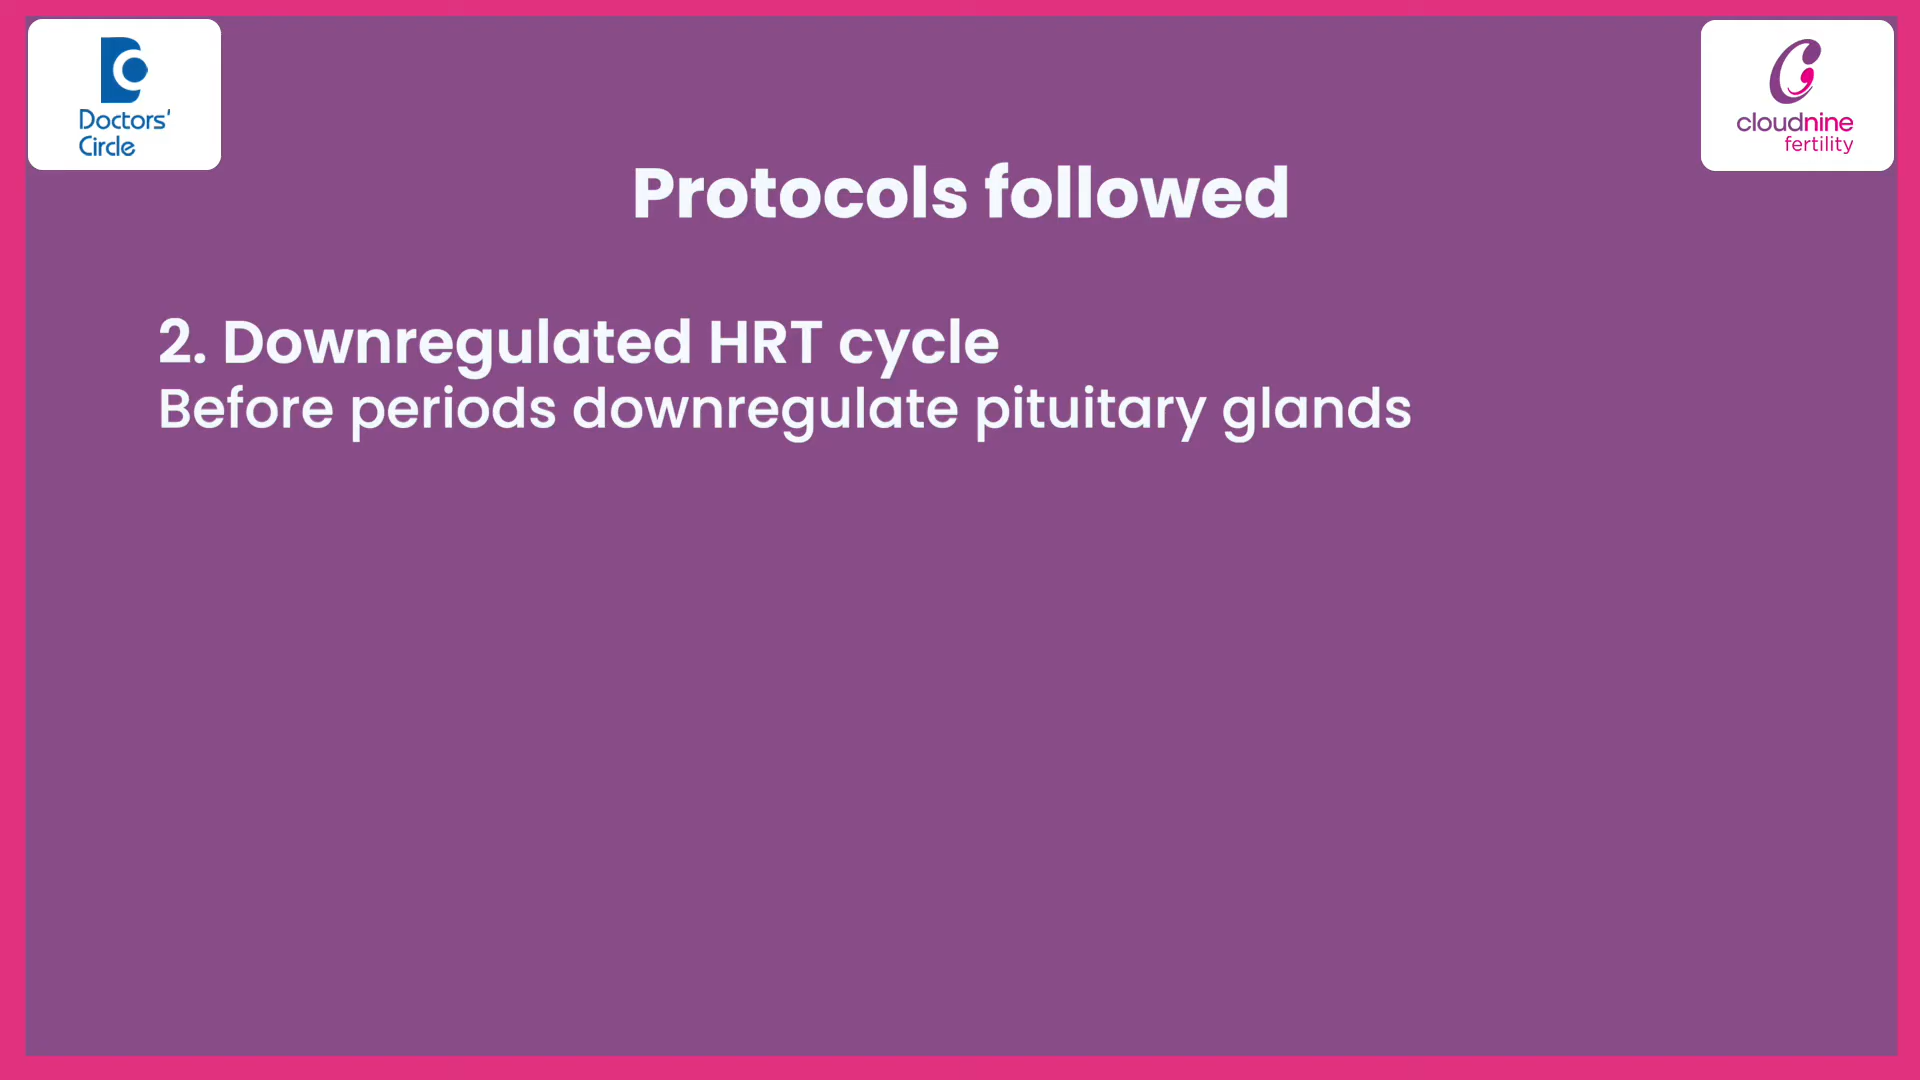 Doctors'
Circle
cloudnine
fertility
Protocols followed
2. Downregulated HRT cycle
Before periods downregulate pituitary glands